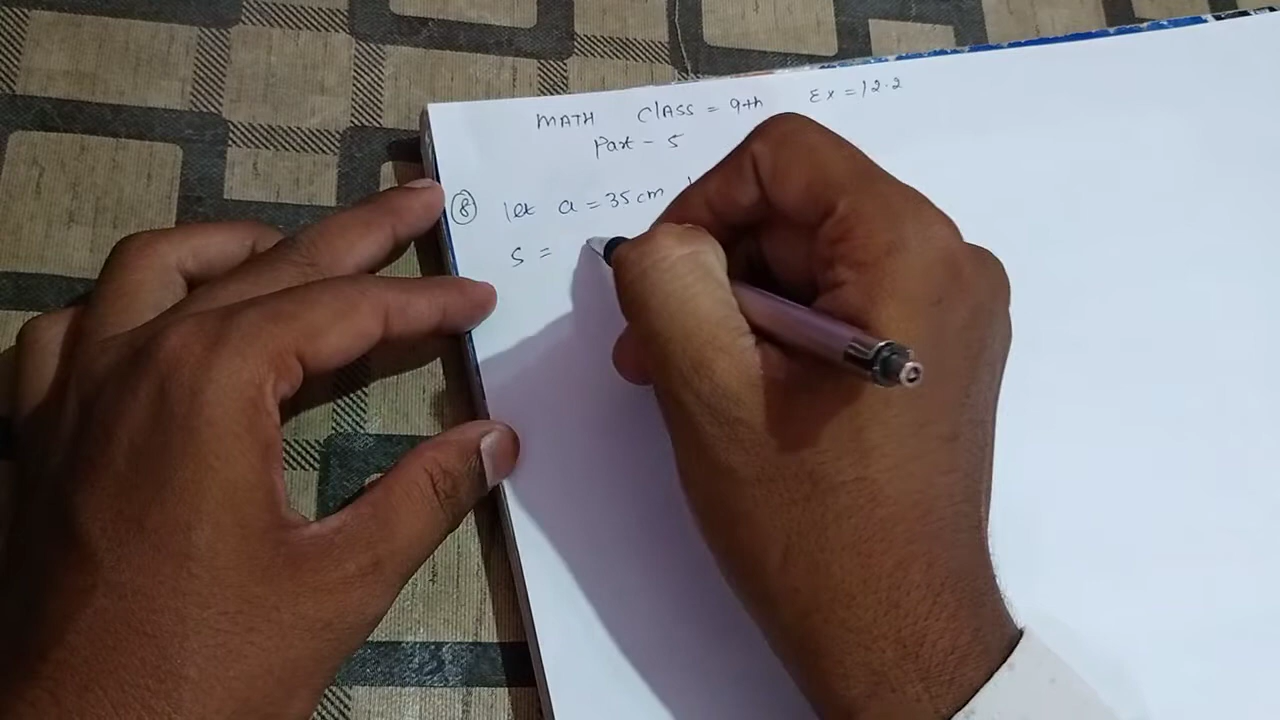 MATH CLASS = 9th Ex = 12.2
Part - 5
8 let a = 35 cm
S =